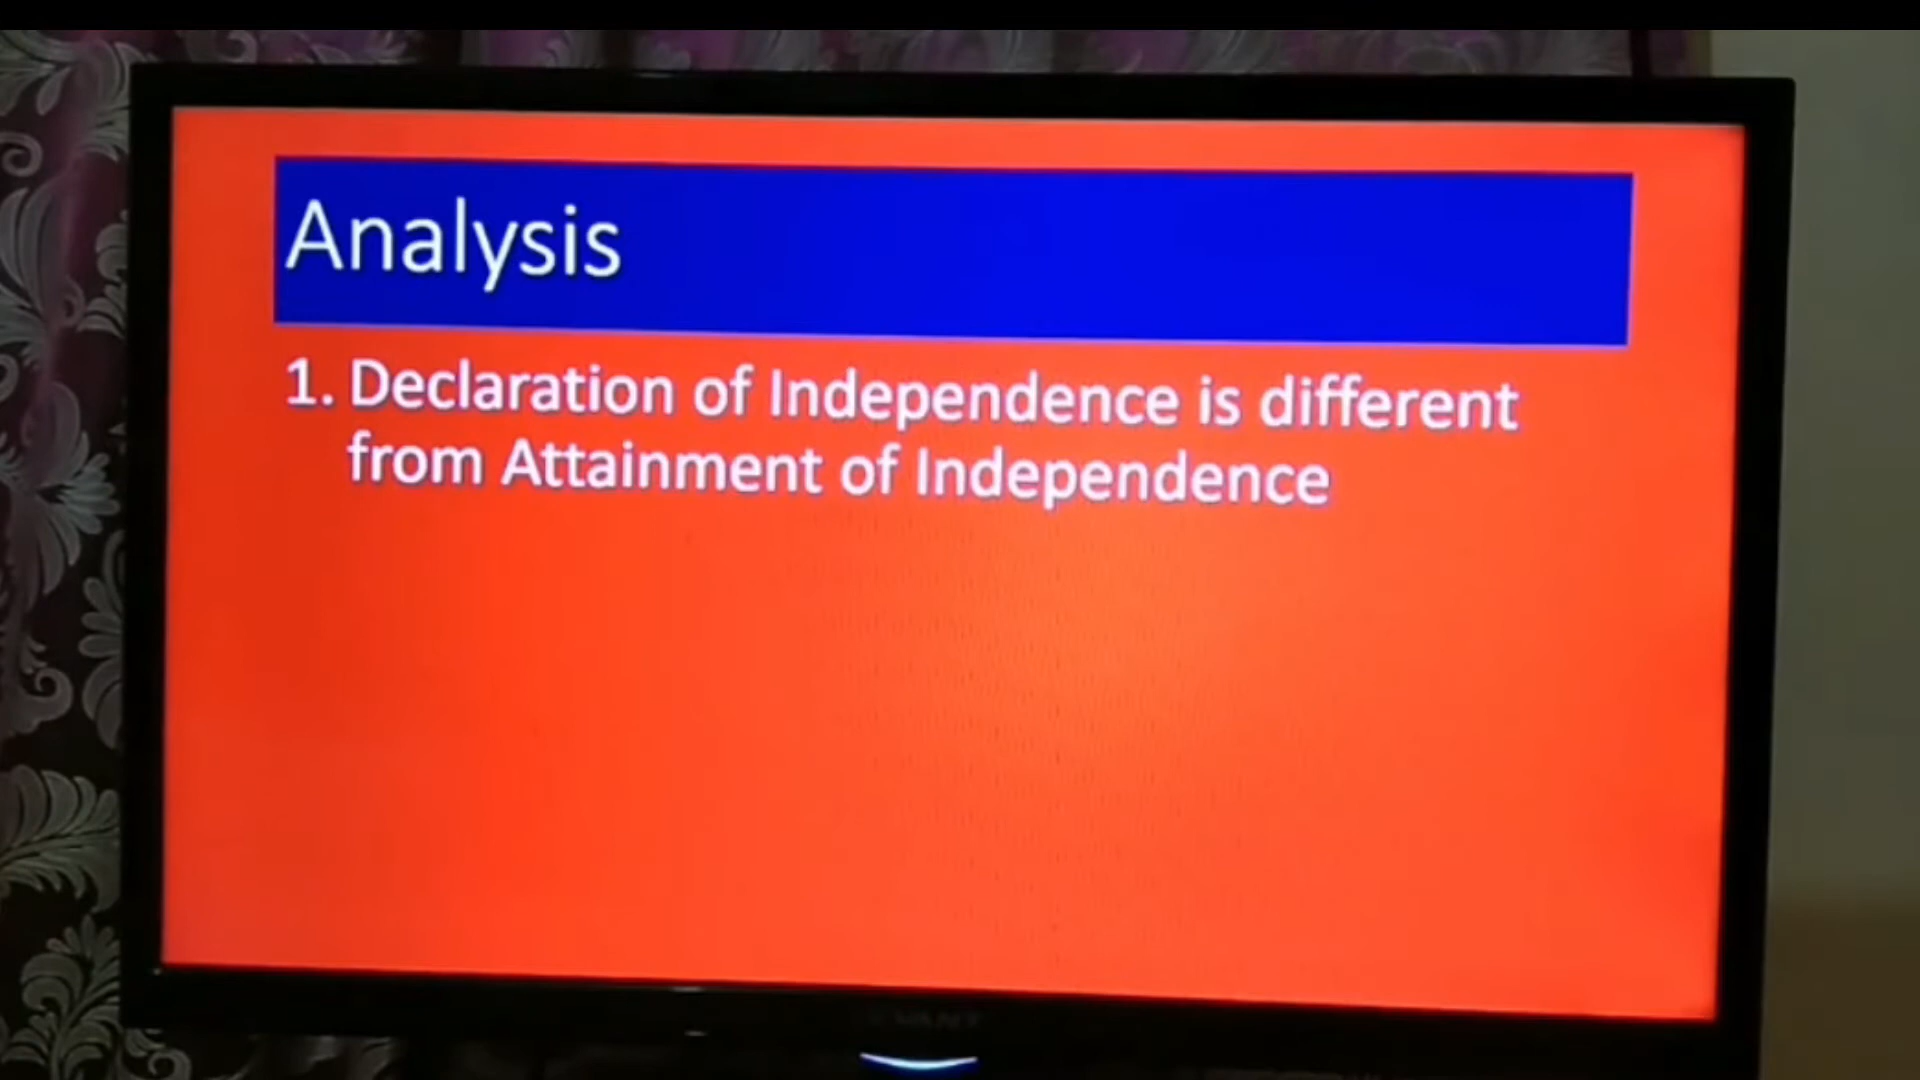 Analysis
1. Declaration of Independence is different
from Attainment of Independence